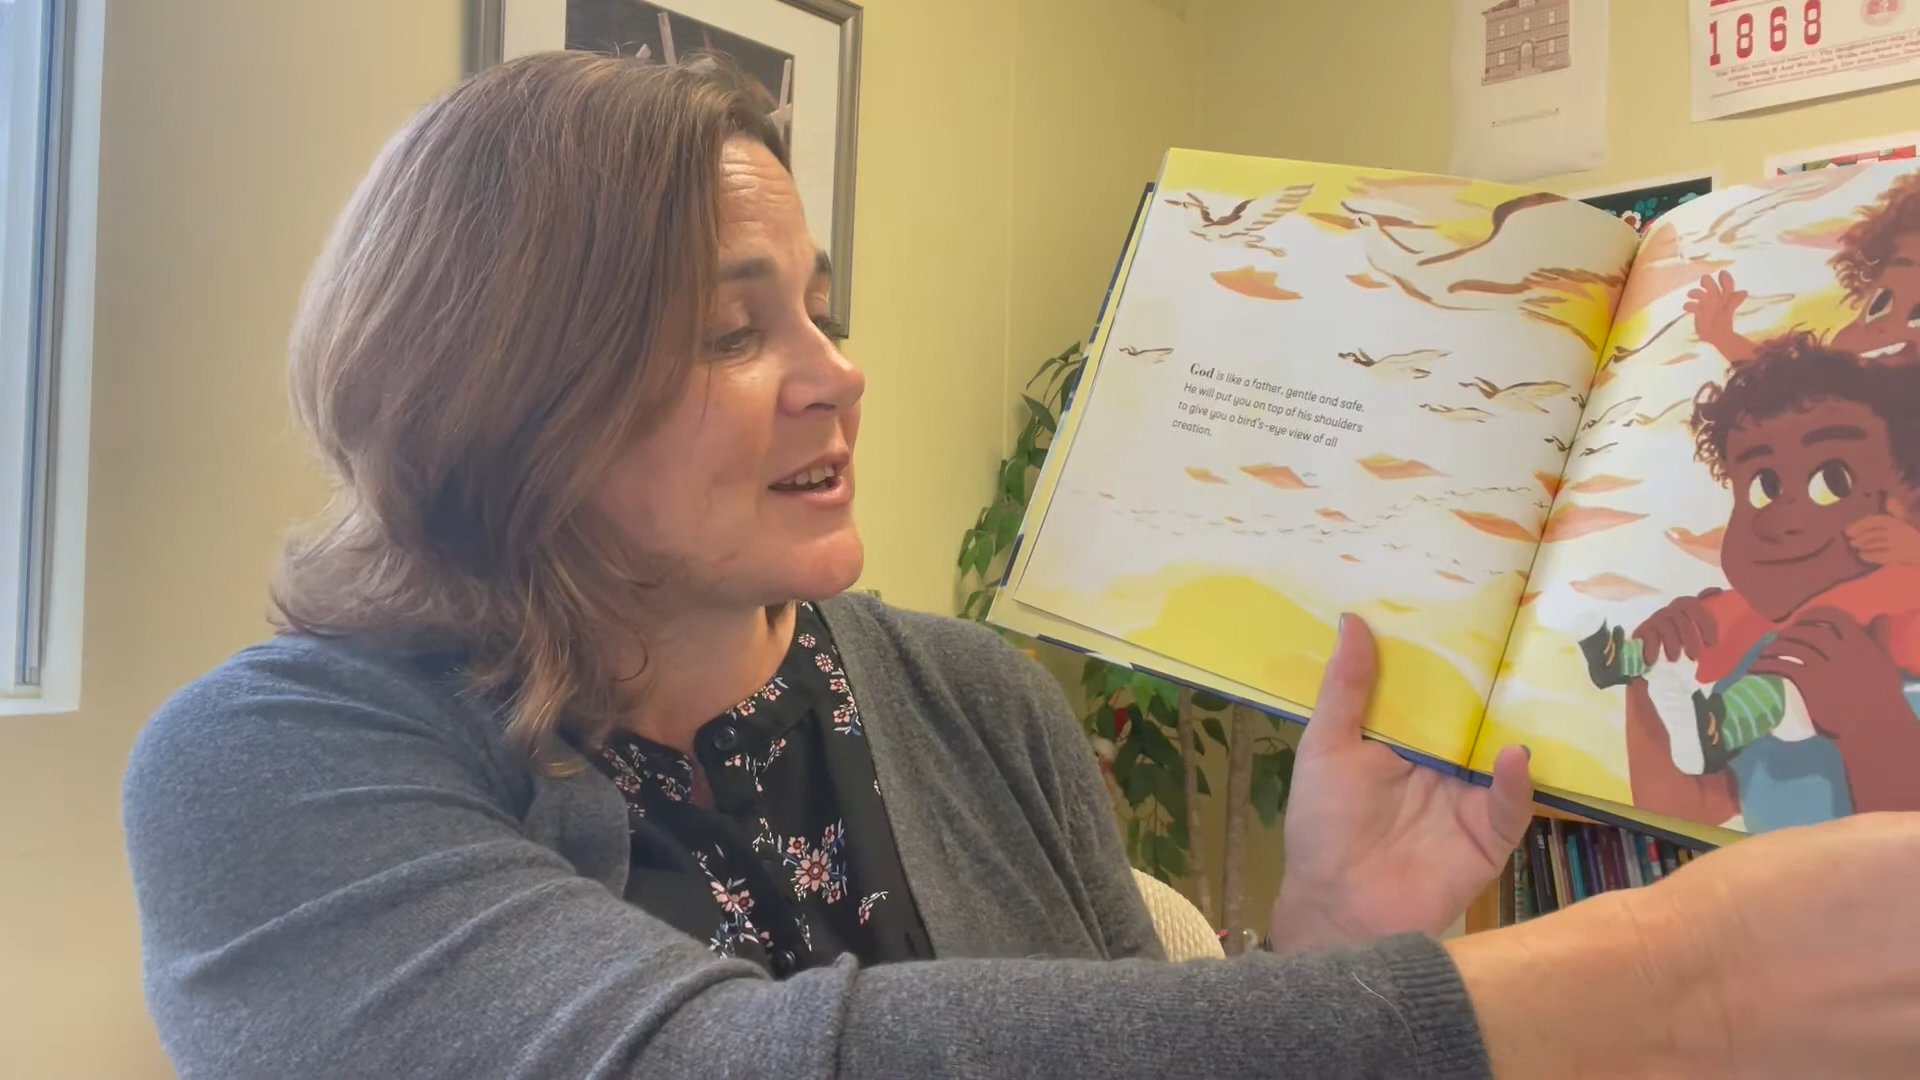 1868
God is like a father, gentle and safe.
He will put you on top of his shoulders
to give you a bird's-eye view of all
creation.